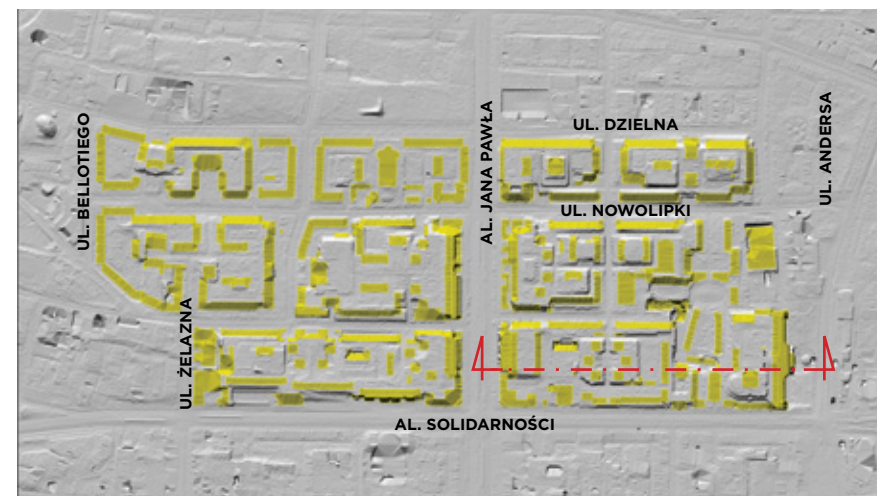 UL. BELLOTIEGO
UL. ŻELAZNA
AL. JANA PAWŁA
UL. DZIELNA
UL. NOWOLIPKI
UL. ANDERSA
AL. SOLIDARNOŚCI